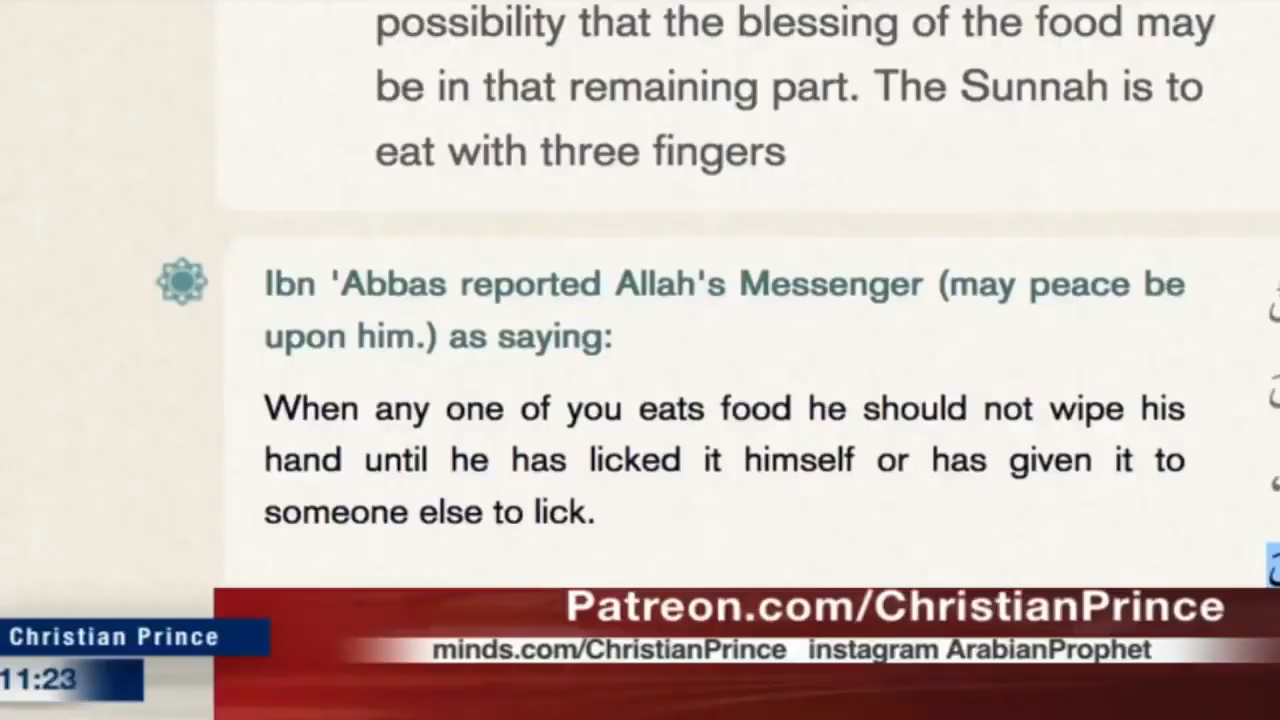 possibility that the blessing of the food may
be in that remaining part. The Sunnah is to
eat with three fingers
Ibn 'Abbas reported Allah's Messenger (may peace be
upon him.) as saying:
When any one of you eats food he should not wipe his
hand until he has licked it himself or has given it to
someone else to lick.
Patreon.com/ChristianPrince
Christian Prince
minds.com/ChristianPrince instagram ArabianProphet
11:23